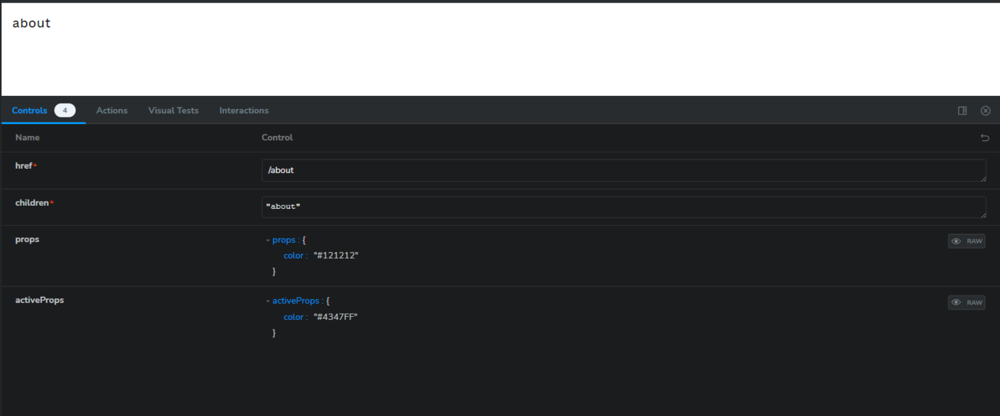 about
Controls 4 Actions Visual Tests Interactions
Name Control
href* /about
children* "about"
props props : {
color : "#121212"
}
RAW
activeProps activeProps : {
color : "#4347FF"
}
RAW